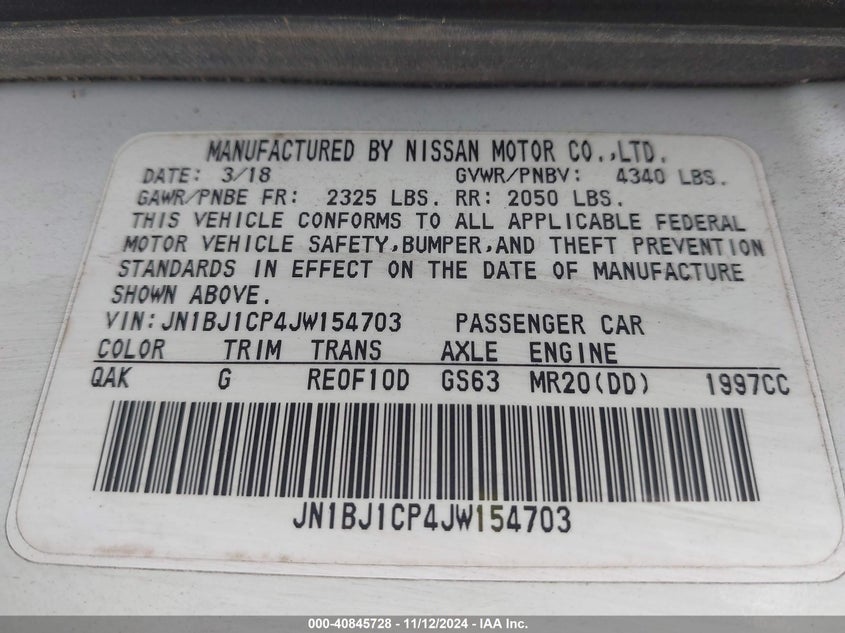 MANUFACTURED BY NISSAN MOTOR CO.,LTD.
DATE: 3/18 GVWR/PNBV: 4340 LBS.
GAWR/PNBE FR: 2325 LBS. RR: 2050 LBS.
THIS VEHICLE CONFORMS TO ALL APPLICABLE FEDERAL
MOTOR VEHICLE SAFETY,BUMPER,AND THEFT PREVENTION
STANDARDS IN EFFECT ON THE DATE OF MANUFACTURE
SHOWN ABOVE.
VIN:JN1BJ1CP4JW154703 PASSENGER CAR
COLOR TRIM TRANS AXLE ENGINE
QAK G RE0F10D GS63 MR20(DD) 1997CC
JN1BJ1CP4JW154703
000-40845728 - 11/12/2024 - IAA Inc.